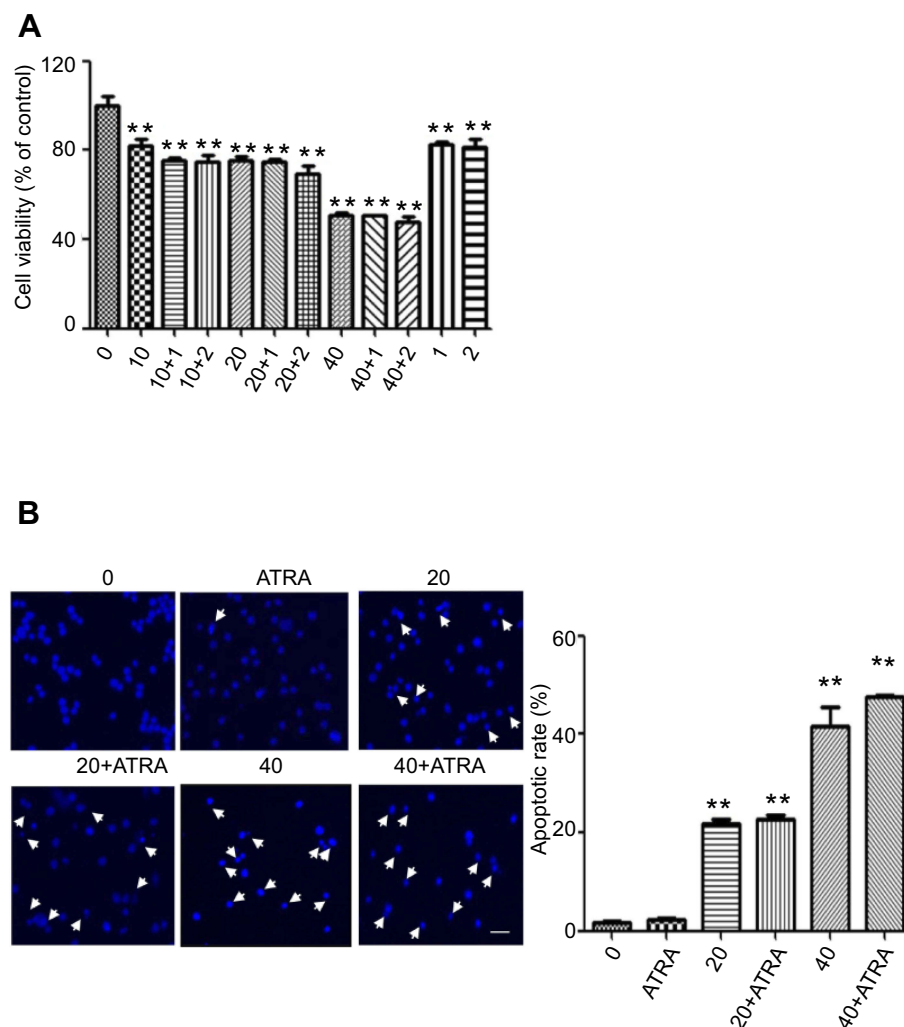 A
Cell viability (% of control)
120
80
40
0
** ** ** ** ** ** ** ** ** ** **
0 10 10+1 10+2 20 20+1 20+2 40 40+1 40+2 1 2
B
0 ATRA 20
20+ATRA 40 40+ATRA
Apoptotic rate (%)
60
40
20
0
** ** ** **
0 ATRA 20 20+ATRA 40 40+ATRA